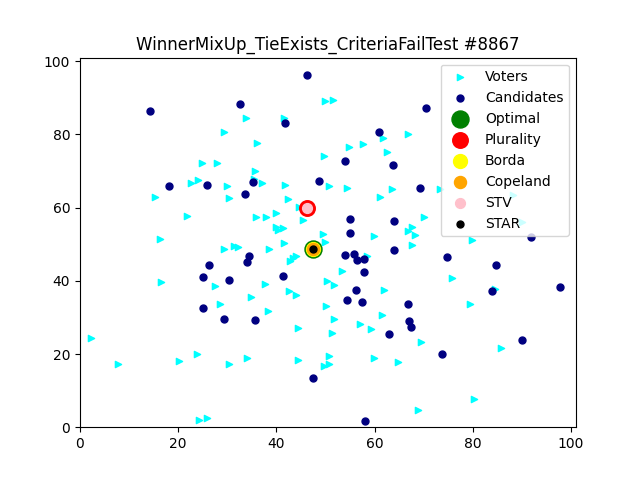 WinnerMixUp_TieExists_CriteriaFailTest #8867
100
80
60
40
20
0
0 20 40 60 80 100
Voters
Candidates
Optimal
Plurality
Borda
Copeland
STV
STAR